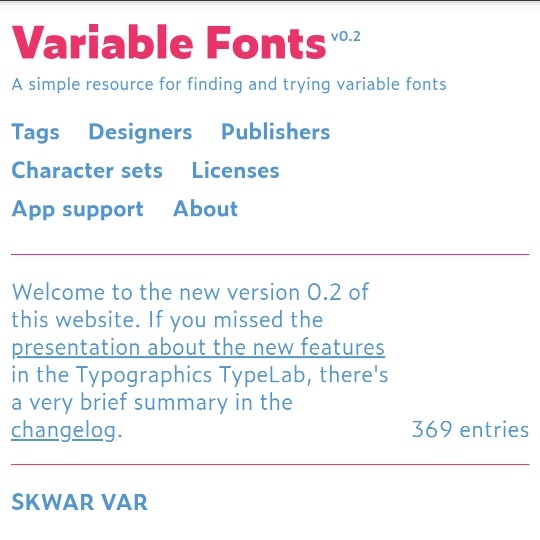 Variable Fonts v0.2
A simple resource for finding and trying variable fonts
Tags Designers Publishers
Character sets Licenses
App support About
Welcome to the new version 0.2 of
this website. If you missed the
presentation about the new features
in the Typographics TypeLab, there's
a very brief summary in the
changelog. 369 entries
SKWAR VAR